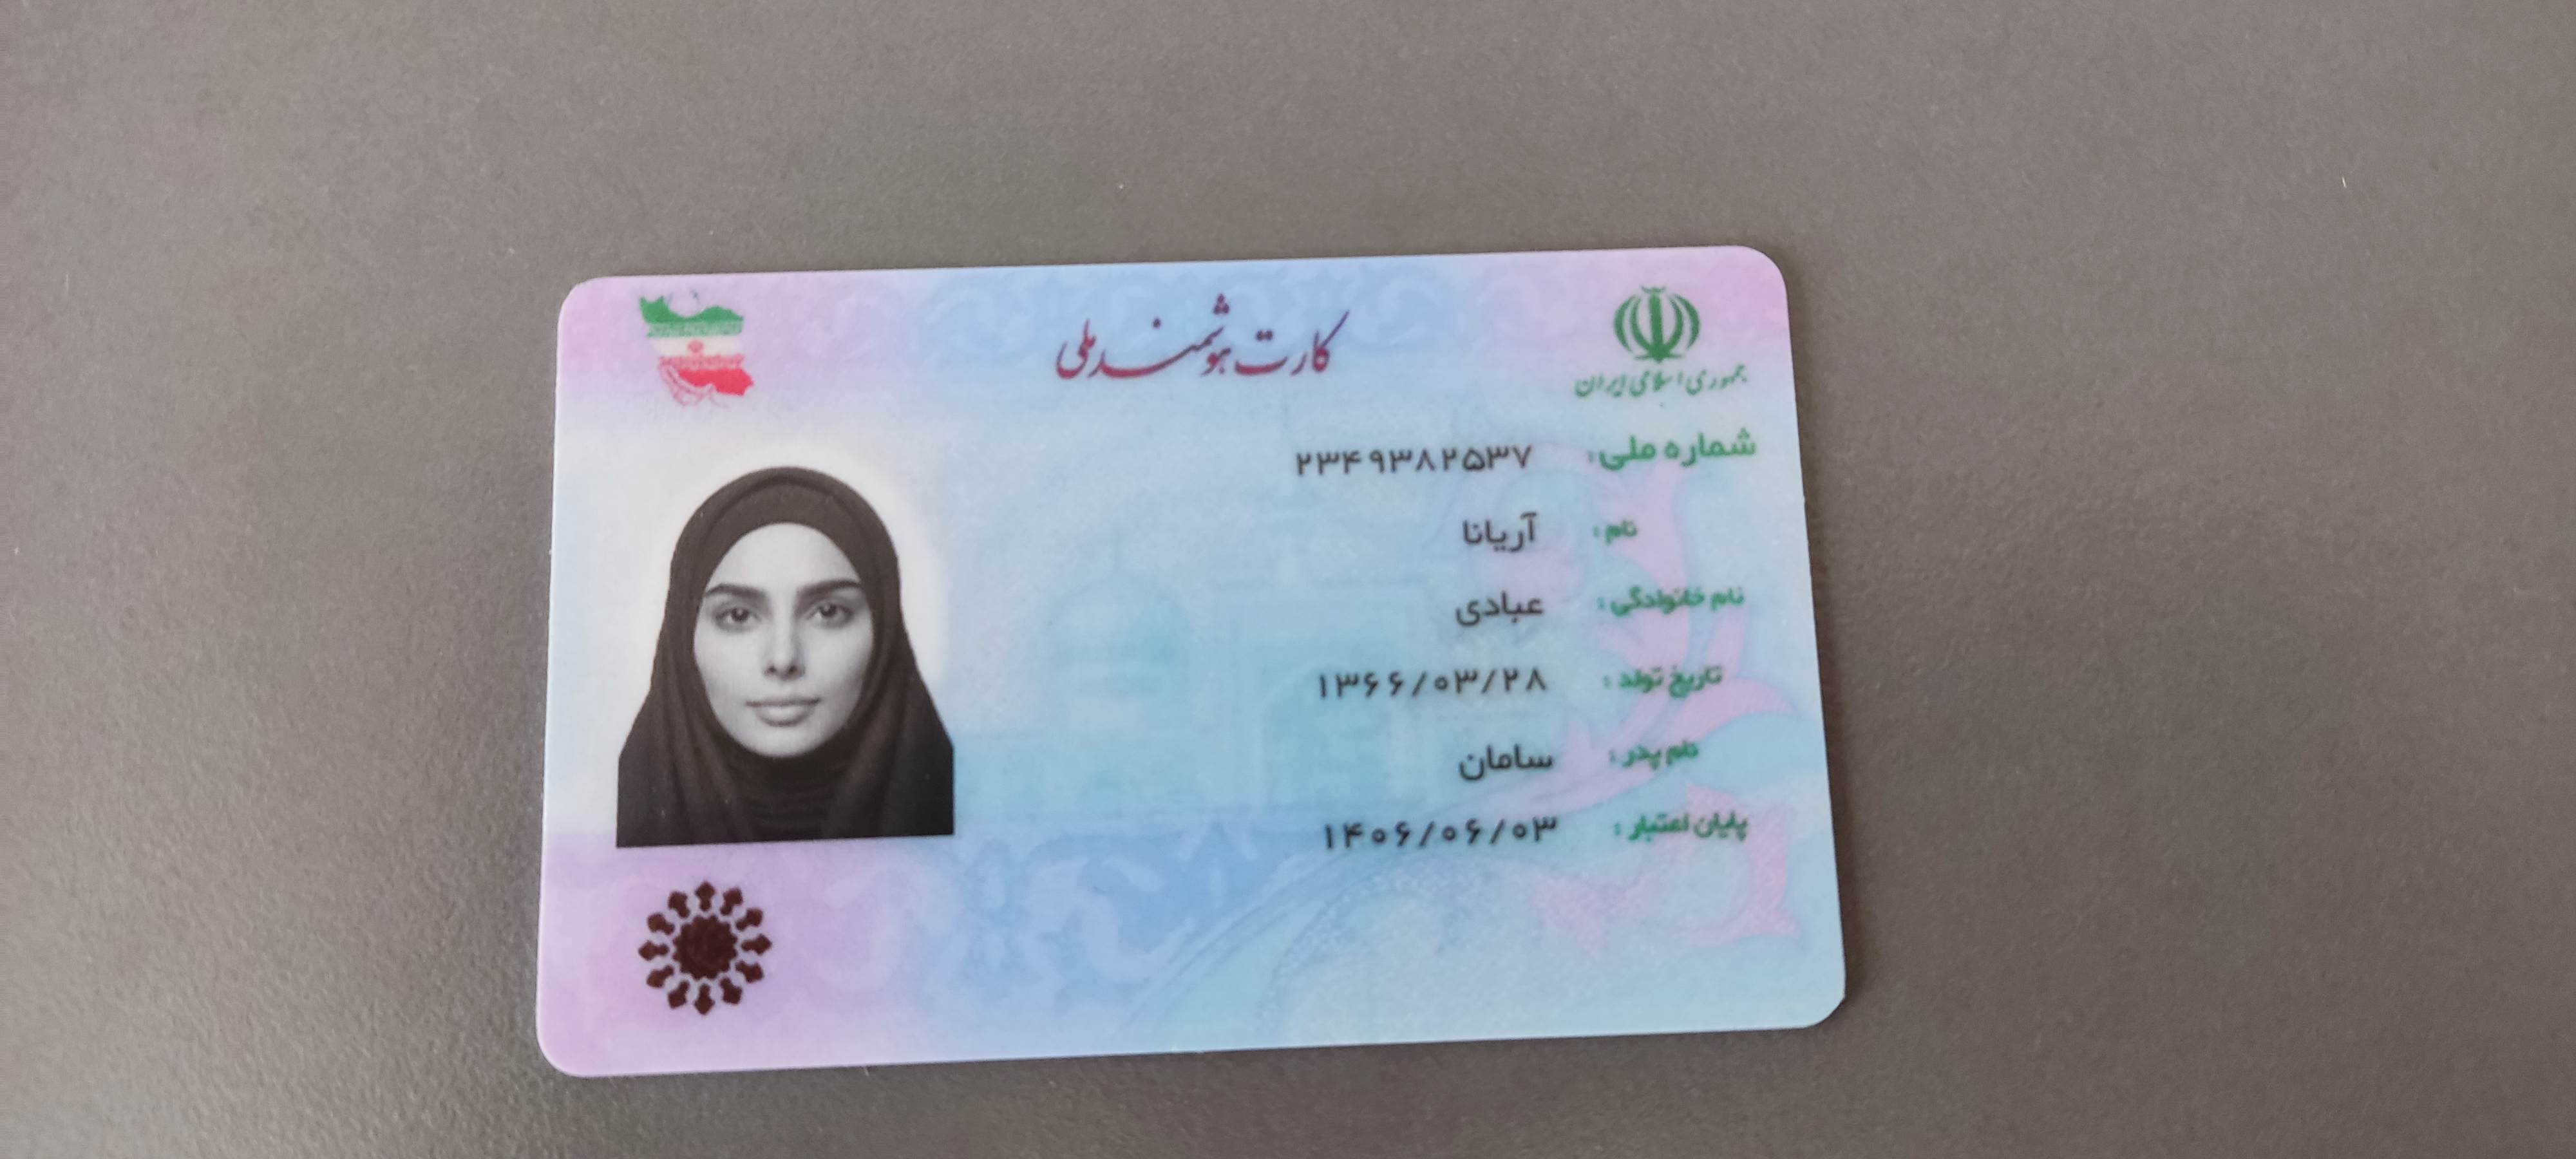 کارت هوشمند ملی
جمهوری اسلامی ایران
شماره ملی: ۲۳۴۹۳۸۲۵۳۷
نام: آریانا
نام خانوادگی: عبادی
تاریخ تولد: ۱۳۶۶/۰۳/۲۸
نام پدر: سامان
پایان اعتبار: ۱۴۰۶/۰۶/۰۳